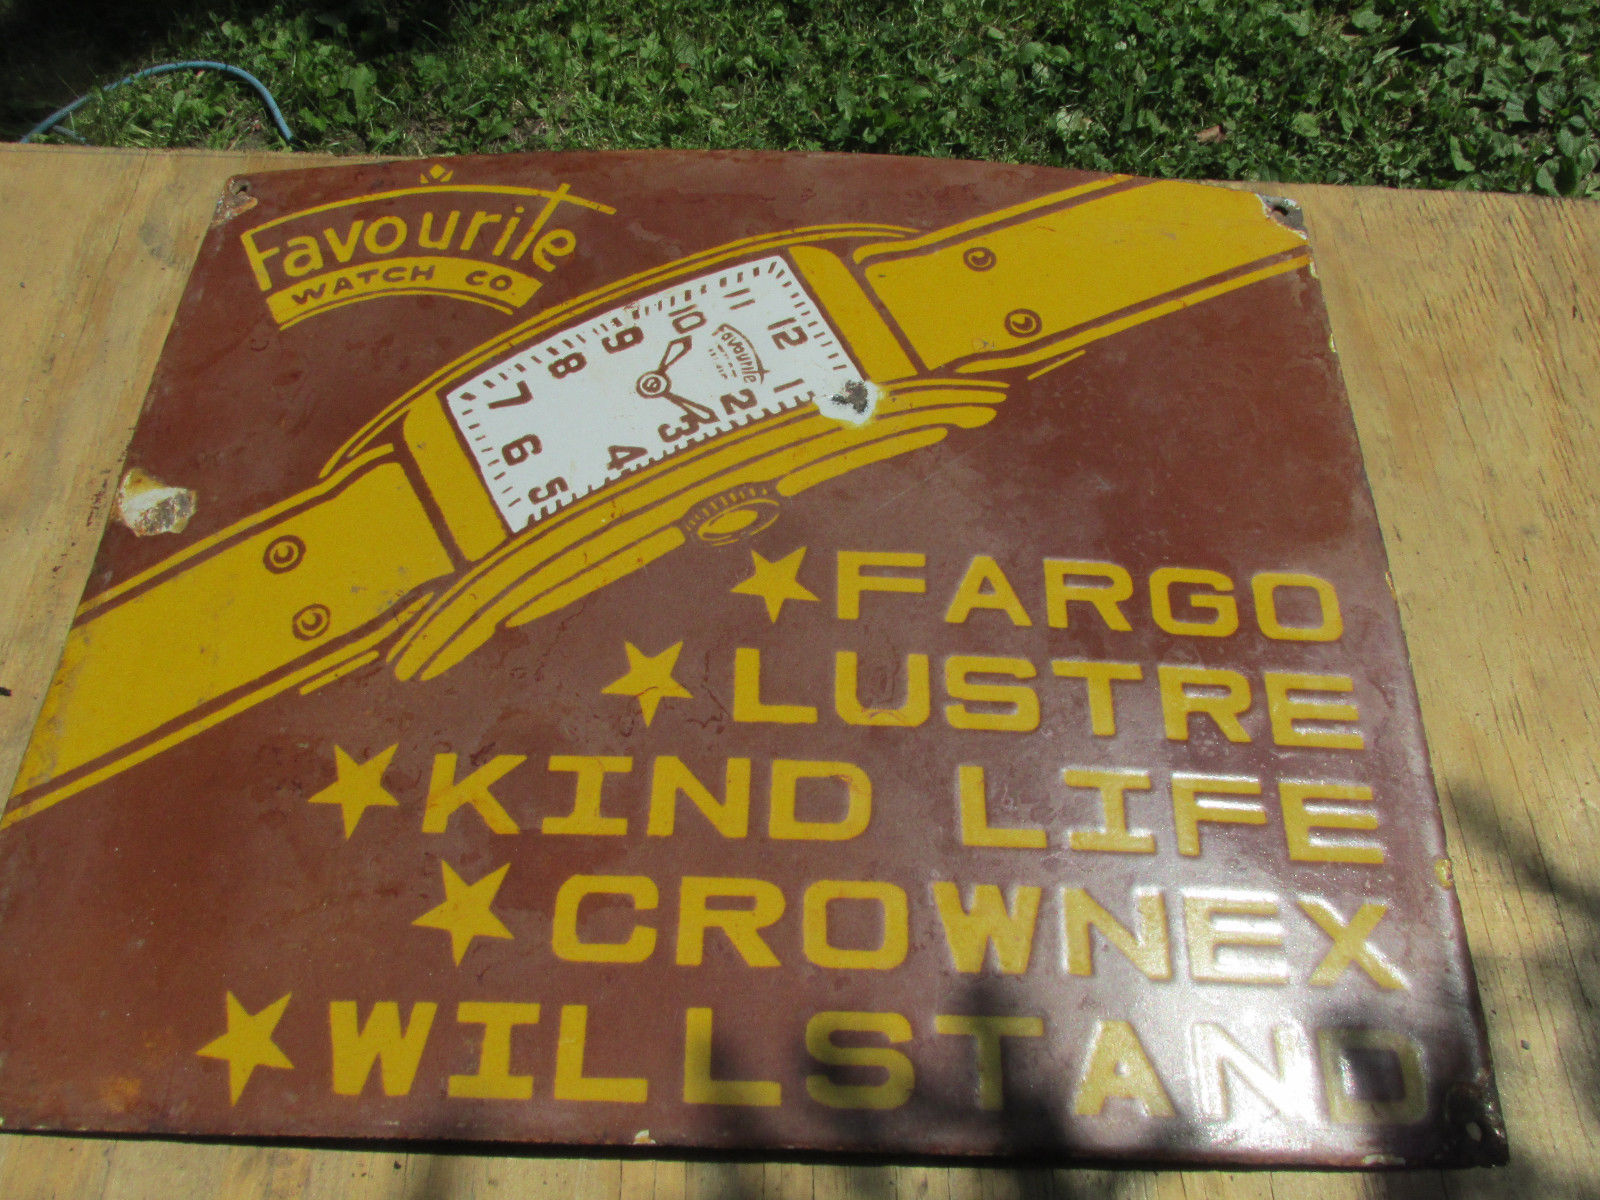 Favourite
WATCH CO.
12
11
10
9
8
7
6
5
4
3
2
1
Favourite
★ FARGO
★ LUSTRE
★ KIND LIFE
★ CROWNEX
★ WILLSTAND